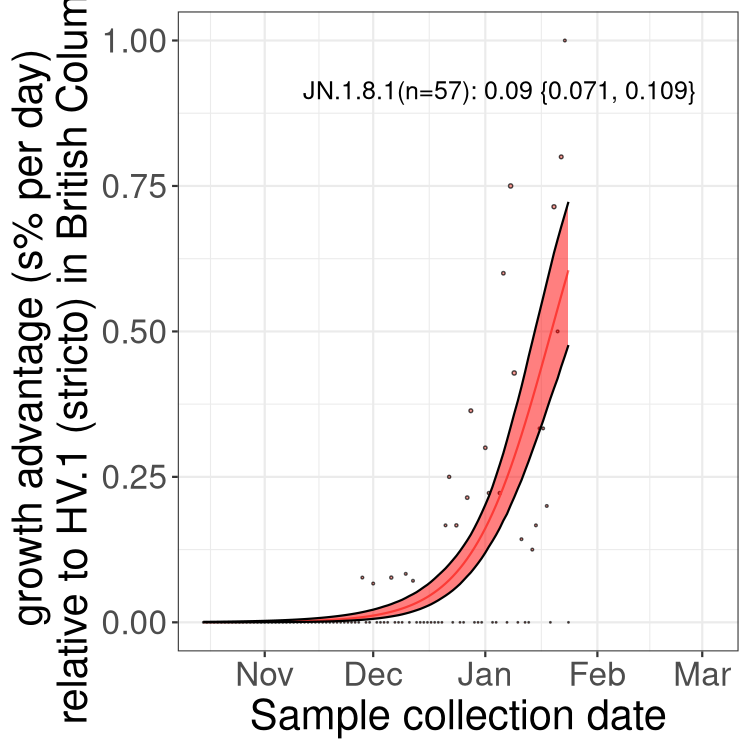 growth advantage (s% per day)
relative to HV.1 (stricto) in British Colum
1.00
0.75
0.50
0.25
0.00
JN.1.8.1(n=57): 0.09 {0.071, 0.109}
Nov Dec Jan Feb Mar
Sample collection date